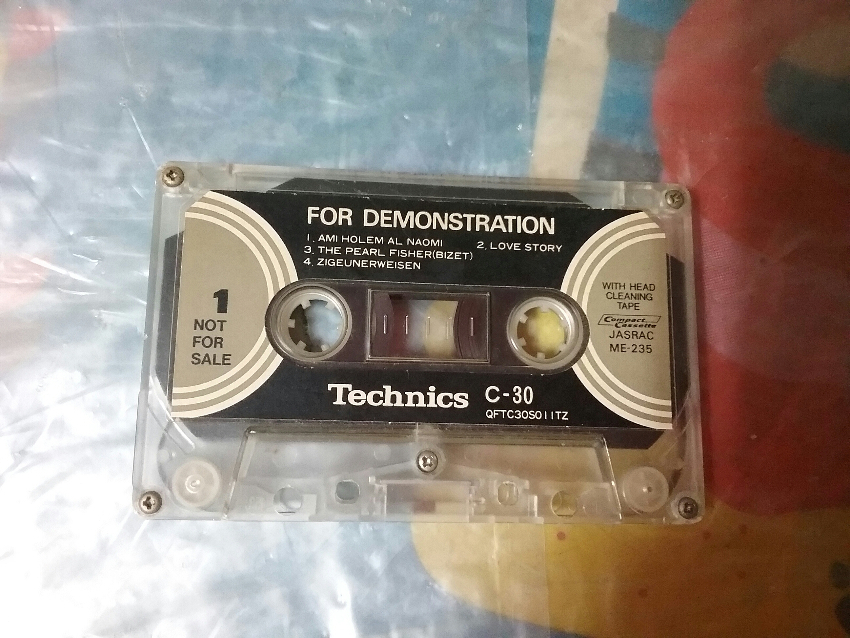 FOR DEMONSTRATION
1. AMI HOLEM AL NAOMI 2. LOVE STORY
3. THE PEARL FISHER(BIZET)
4. ZIGEUNERWEISEN
1
NOT
FOR
SALE
WITH HEAD
CLEANING
TAPE
Compact
Cassette
JASRAC
ME-235
Technics C-30
QFTC30S011TZ